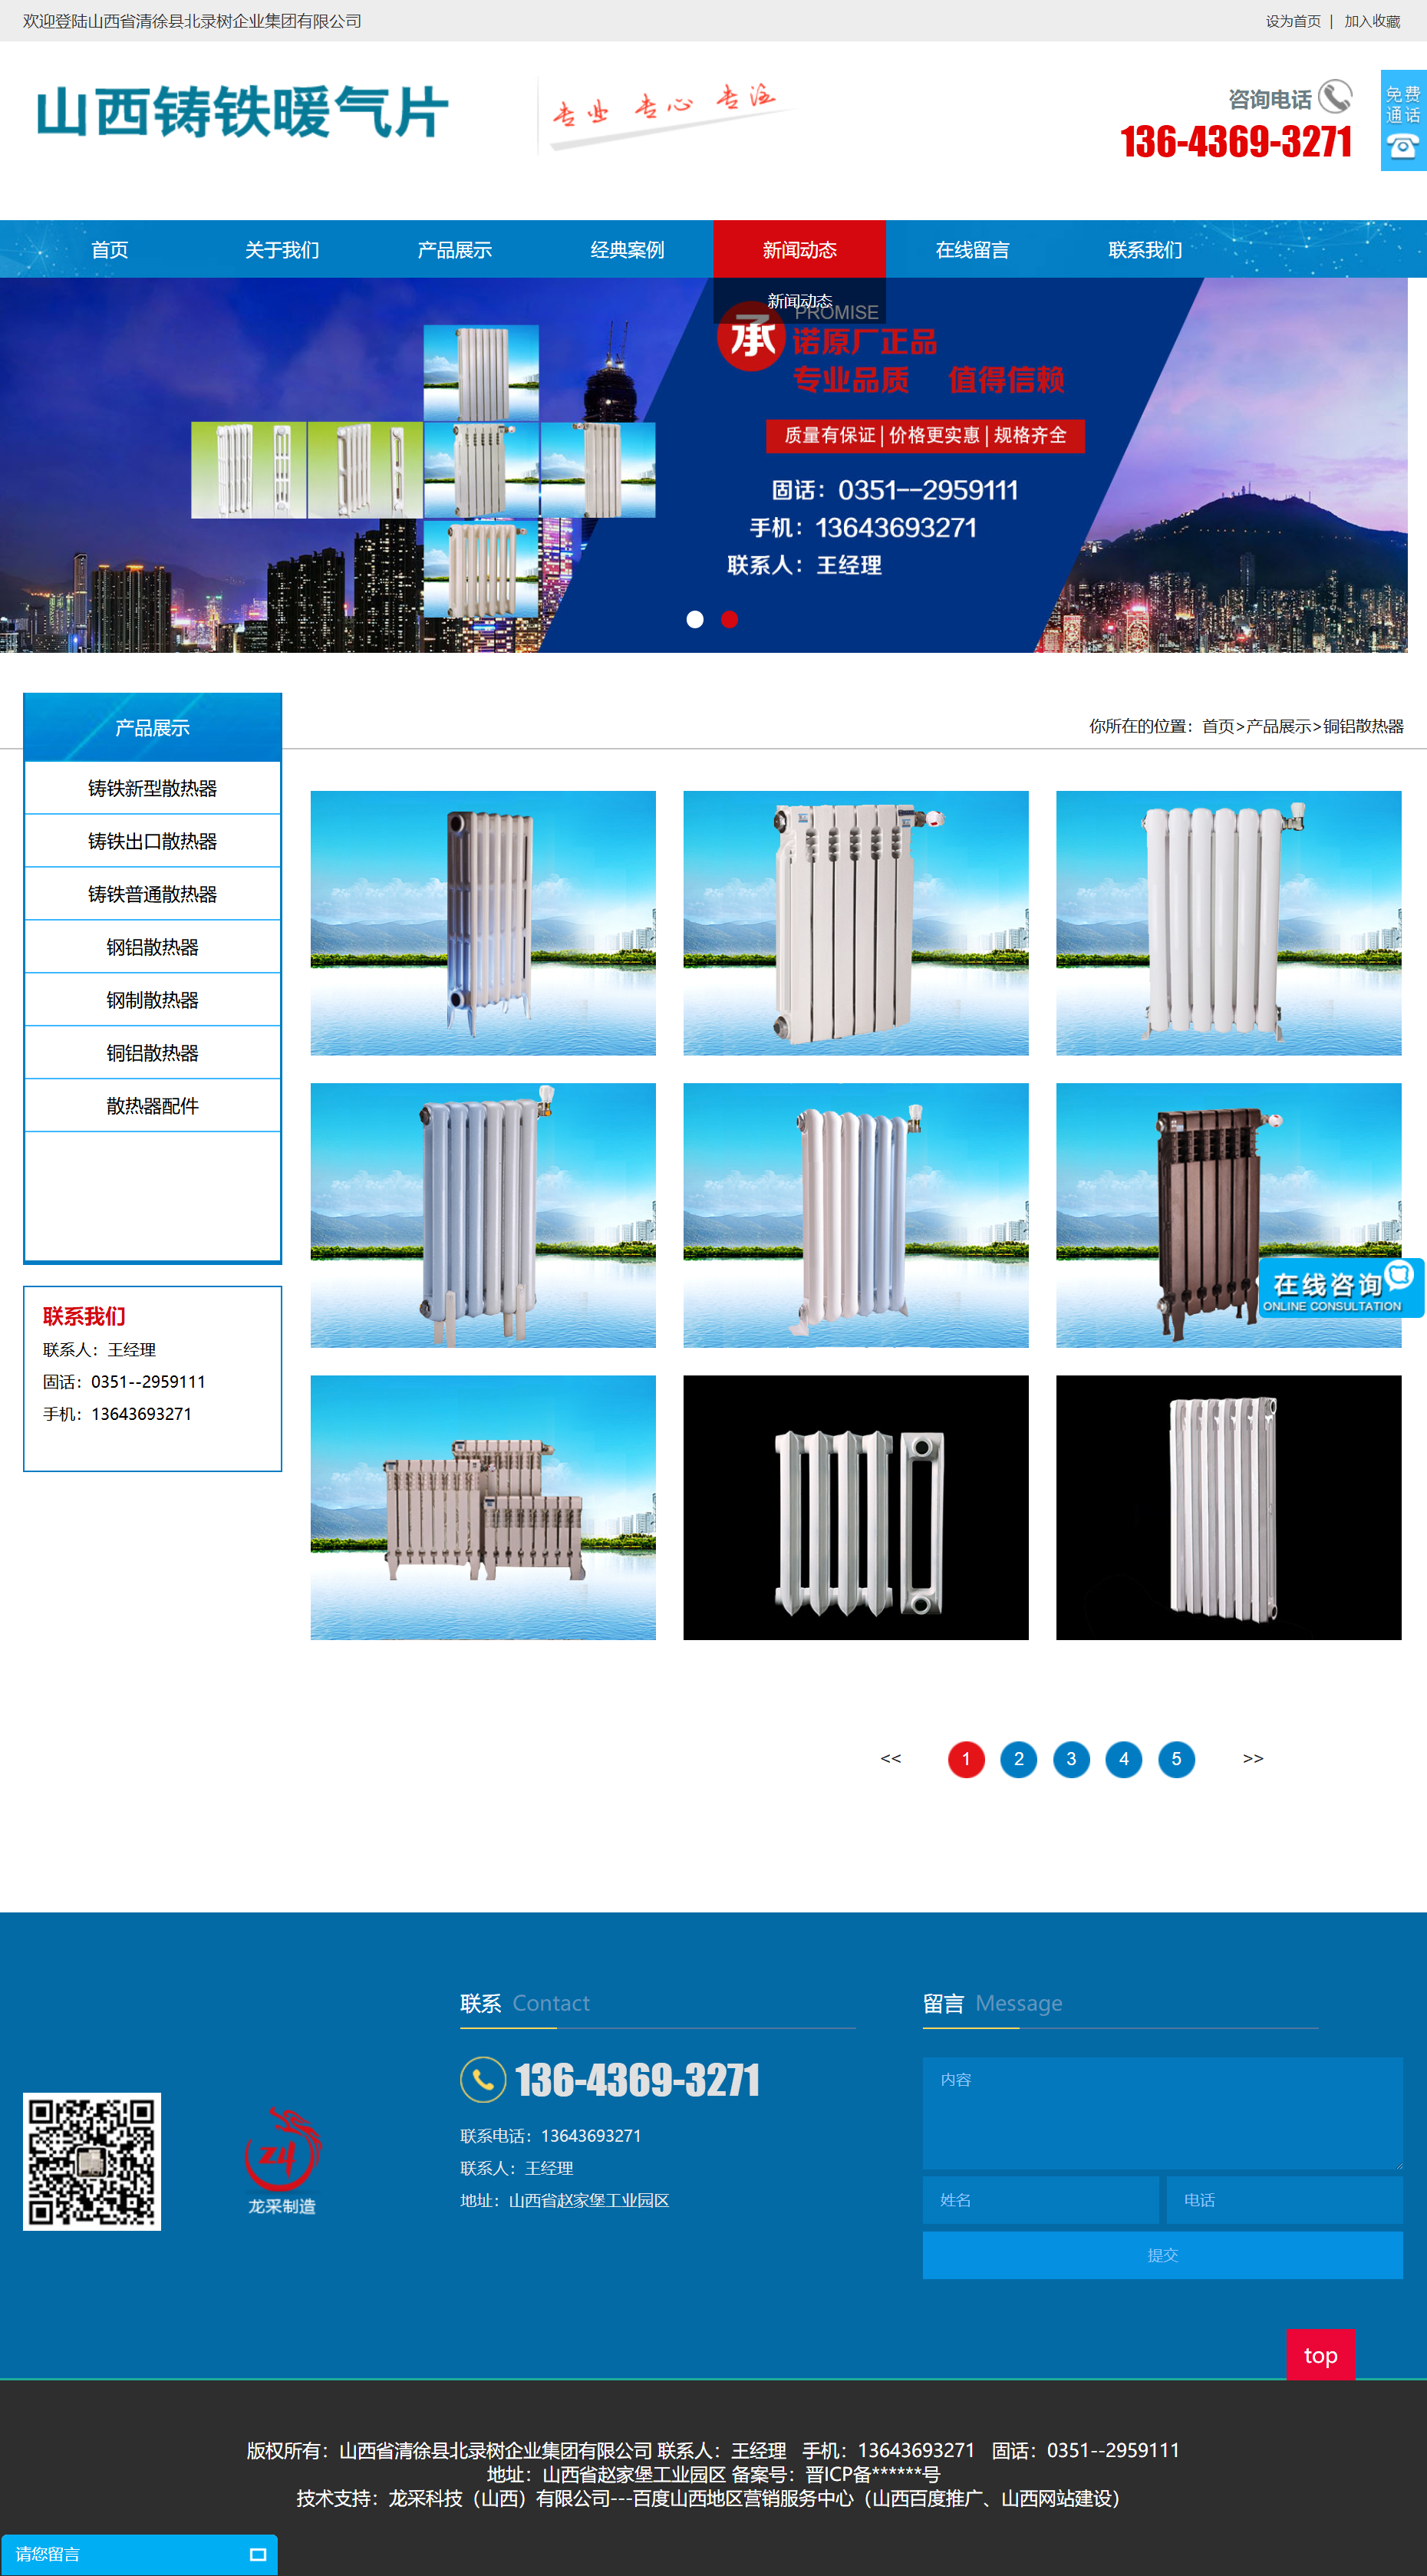 欢迎登陆山西省清徐县北录树企业集团有限公司
设为首页 | 加入收藏
山西铸铁暖气片
专业 专心 专注
咨询电话
136-4369-3271
免费
通话
首页 关于我们 产品展示 经典案例 新闻动态 在线留言 联系我们
新闻动态
PROMISE
承
诺原厂正品
专业品质 值得信赖
质量有保证|价格更实惠|规格齐全
固话：0351--2959111
手机：13643693271
联系人：王经理
产品展示
你所在的位置：首页>产品展示>铜铝散热器
铸铁新型散热器
铸铁出口散热器
铸铁普通散热器
钢铝散热器
钢制散热器
铜铝散热器
散热器配件
在线咨询
ONLINE CONSULTATION
联系我们
联系人：王经理
固话：0351--2959111
手机：13643693271
<< 1 2 3 4 5 >>
联系 Contact
136-4369-3271
联系电话：13643693271
联系人：王经理
地址：山西省赵家堡工业园区
龙采制造
留言 Message
内容
姓名 电话
提交
top
版权所有：山西省清徐县北录树企业集团有限公司 联系人：王经理 手机：13643693271 固话：0351--2959111
地址：山西省赵家堡工业园区 备案号：晋ICP备******号
技术支持：龙采科技（山西）有限公司---百度山西地区营销服务中心（山西百度推广、山西网站建设）
请您留言